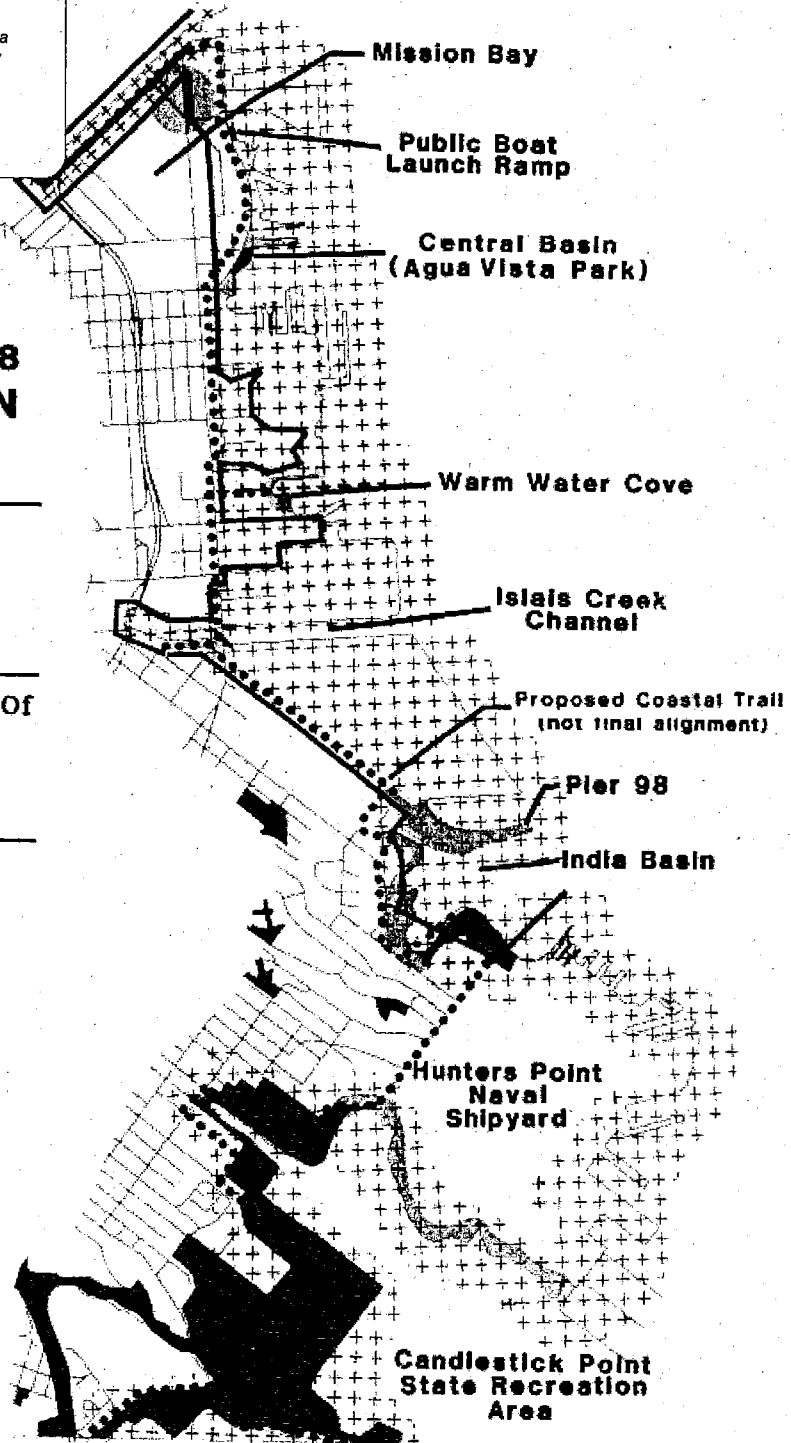 a
Mission Bay
Public Boat
Launch Ramp
Central Basin
(Agua Vista Park)
8
N
Warm Water Cove
Islais Creek
Channel
of
Proposed Coastal Trail
(not final alignment)
Pier 98
India Basin
Hunters Point
Naval
Shipyard
Candlestick Point
State Recreation
Area